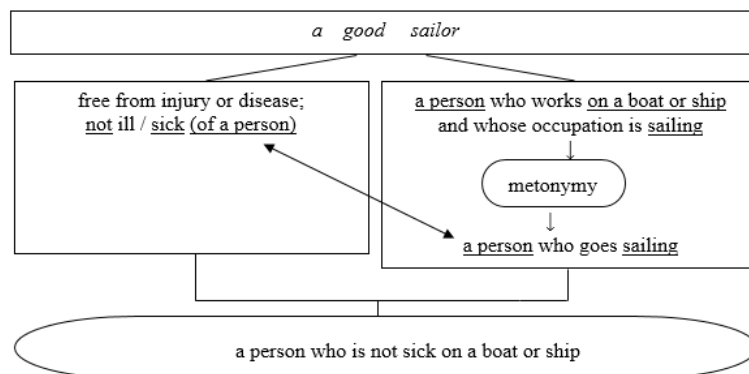 a good sailor
free from injury or disease;
not ill / sick (of a person)
a person who works on a boat or ship
and whose occupation is sailing
↓
metonymy
↓
a person who goes sailing
a person who is not sick on a boat or ship